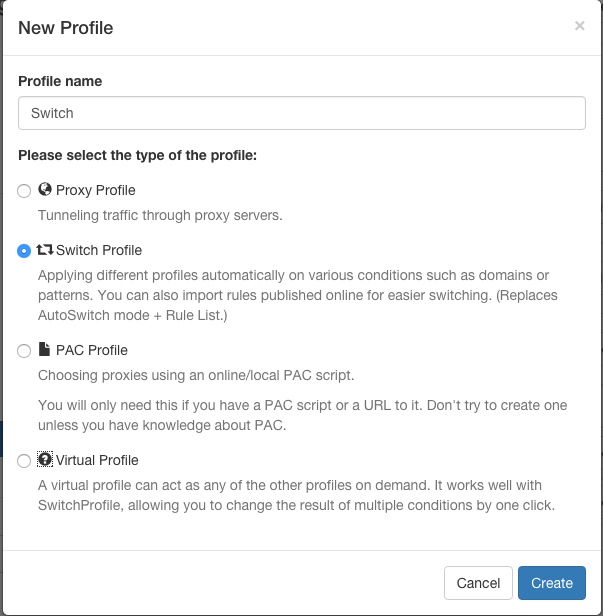 New Profile
×
Profile name
Switch
Please select the type of the profile:
Proxy Profile
Tunneling traffic through proxy servers.
Switch Profile
Applying different profiles automatically on various conditions such as domains or
patterns. You can also import rules published online for easier switching. (Replaces
AutoSwitch mode + Rule List.)
PAC Profile
Choosing proxies using an online/local PAC script.
You will only need this if you have a PAC script or a URL to it. Don't try to create one
unless you have knowledge about PAC.
Virtual Profile
A virtual profile can act as any of the other profiles on demand. It works well with
SwitchProfile, allowing you to change the result of multiple conditions by one click.
Cancel
Create